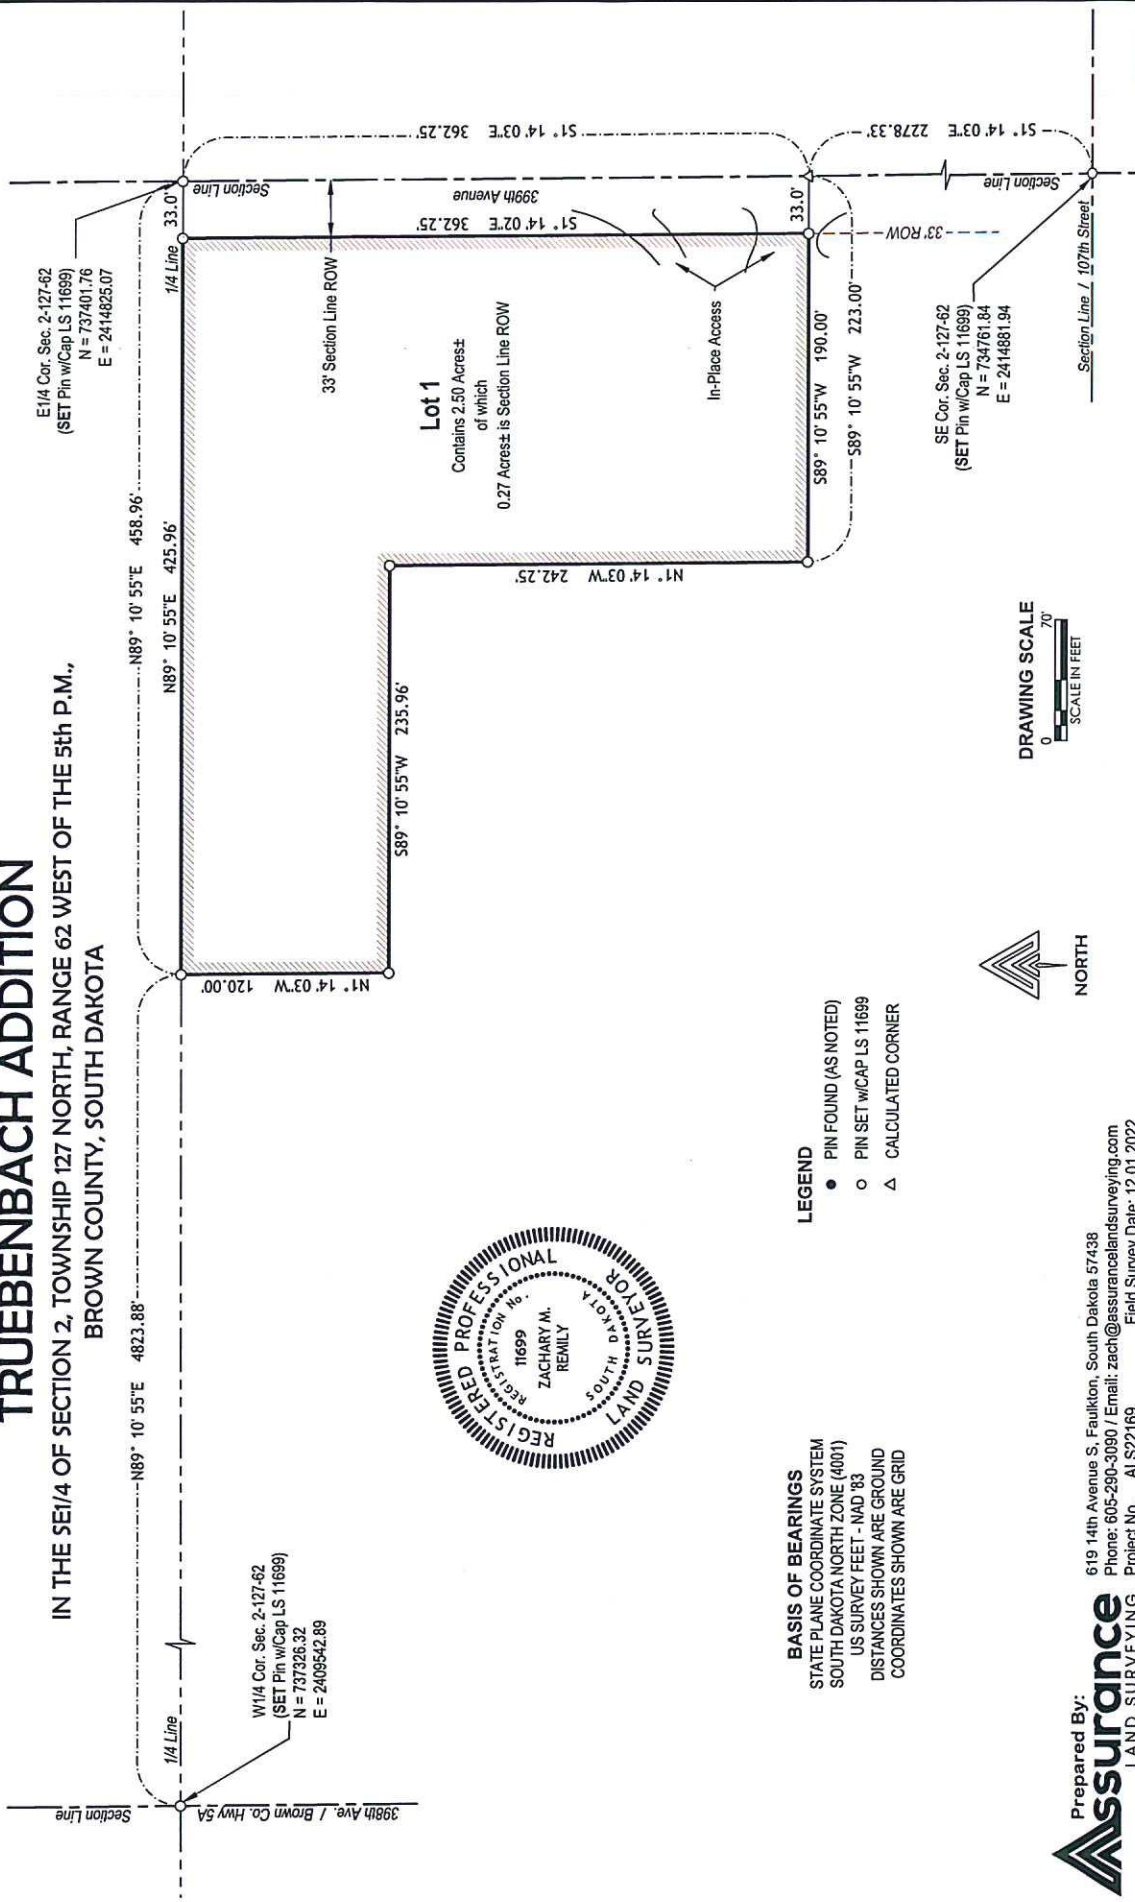 TRUEBENBACH ADDITION
IN THE SE1/4 OF SECTION 2, TOWNSHIP 127 NORTH, RANGE 62 WEST OF THE 5th P.M.,
BROWN COUNTY, SOUTH DAKOTA
398th Ave. / Brown Co. Hwy 5A
Section Line
1/4 Line
W1/4 Cor. Sec. 2-127-62
(SET Pin w/Cap LS 11699)
N = 737326.32
E = 2409542.89
N89° 10' 55"E 4823.88'
N89° 10' 55"E 458.96'
N89° 10' 55"E 425.96'
E1/4 Cor. Sec. 2-127-62
(SET Pin w/Cap LS 11699)
N = 737401.76
E = 2414825.07
1/4 Line
33.0'
Section Line
S1° 14' 03"E 362.25'
399th Avenue
S1° 14' 02"E 362.25'
33' Section Line ROW
Lot 1
Contains 2.50 Acres±
of which
0.27 Acres± is Section Line ROW
In-Place Access
N1° 14' 03"W 120.00'
S89° 10' 55"W 235.96'
N1° 14' 03"W 242.25'
S89° 10' 55"W 190.00'
33.0'
S89° 10' 55"W 223.00'
33' ROW
S1° 14' 03"E 2278.33'
Section Line
SE Cor. Sec. 2-127-62
(SET Pin w/Cap LS 11699)
N = 734761.84
E = 2414881.94
Section Line / 107th Street
REGISTERED PROFESSIONAL
REGISTRATION No.
11699
ZACHARY M.
REMILY
SOUTH DAKOTA
LAND SURVEYOR
BASIS OF BEARINGS
STATE PLANE COORDINATE SYSTEM
SOUTH DAKOTA NORTH ZONE (4001)
US SURVEY FEET - NAD '83
DISTANCES SHOWN ARE GROUND
COORDINATES SHOWN ARE GRID
LEGEND
PIN FOUND (AS NOTED)
PIN SET w/CAP LS 11699
CALCULATED CORNER
NORTH
DRAWING SCALE
0 70'
SCALE IN FEET
Prepared By:
Assurance
LAND SURVEYING
619 14th Avenue S, Faulkton, South Dakota 57438
Phone: 605-290-3090 / Email: zach@assurancelandsurveying.com
Project No. ALS22169 Field Survey Date: 12.01.2022